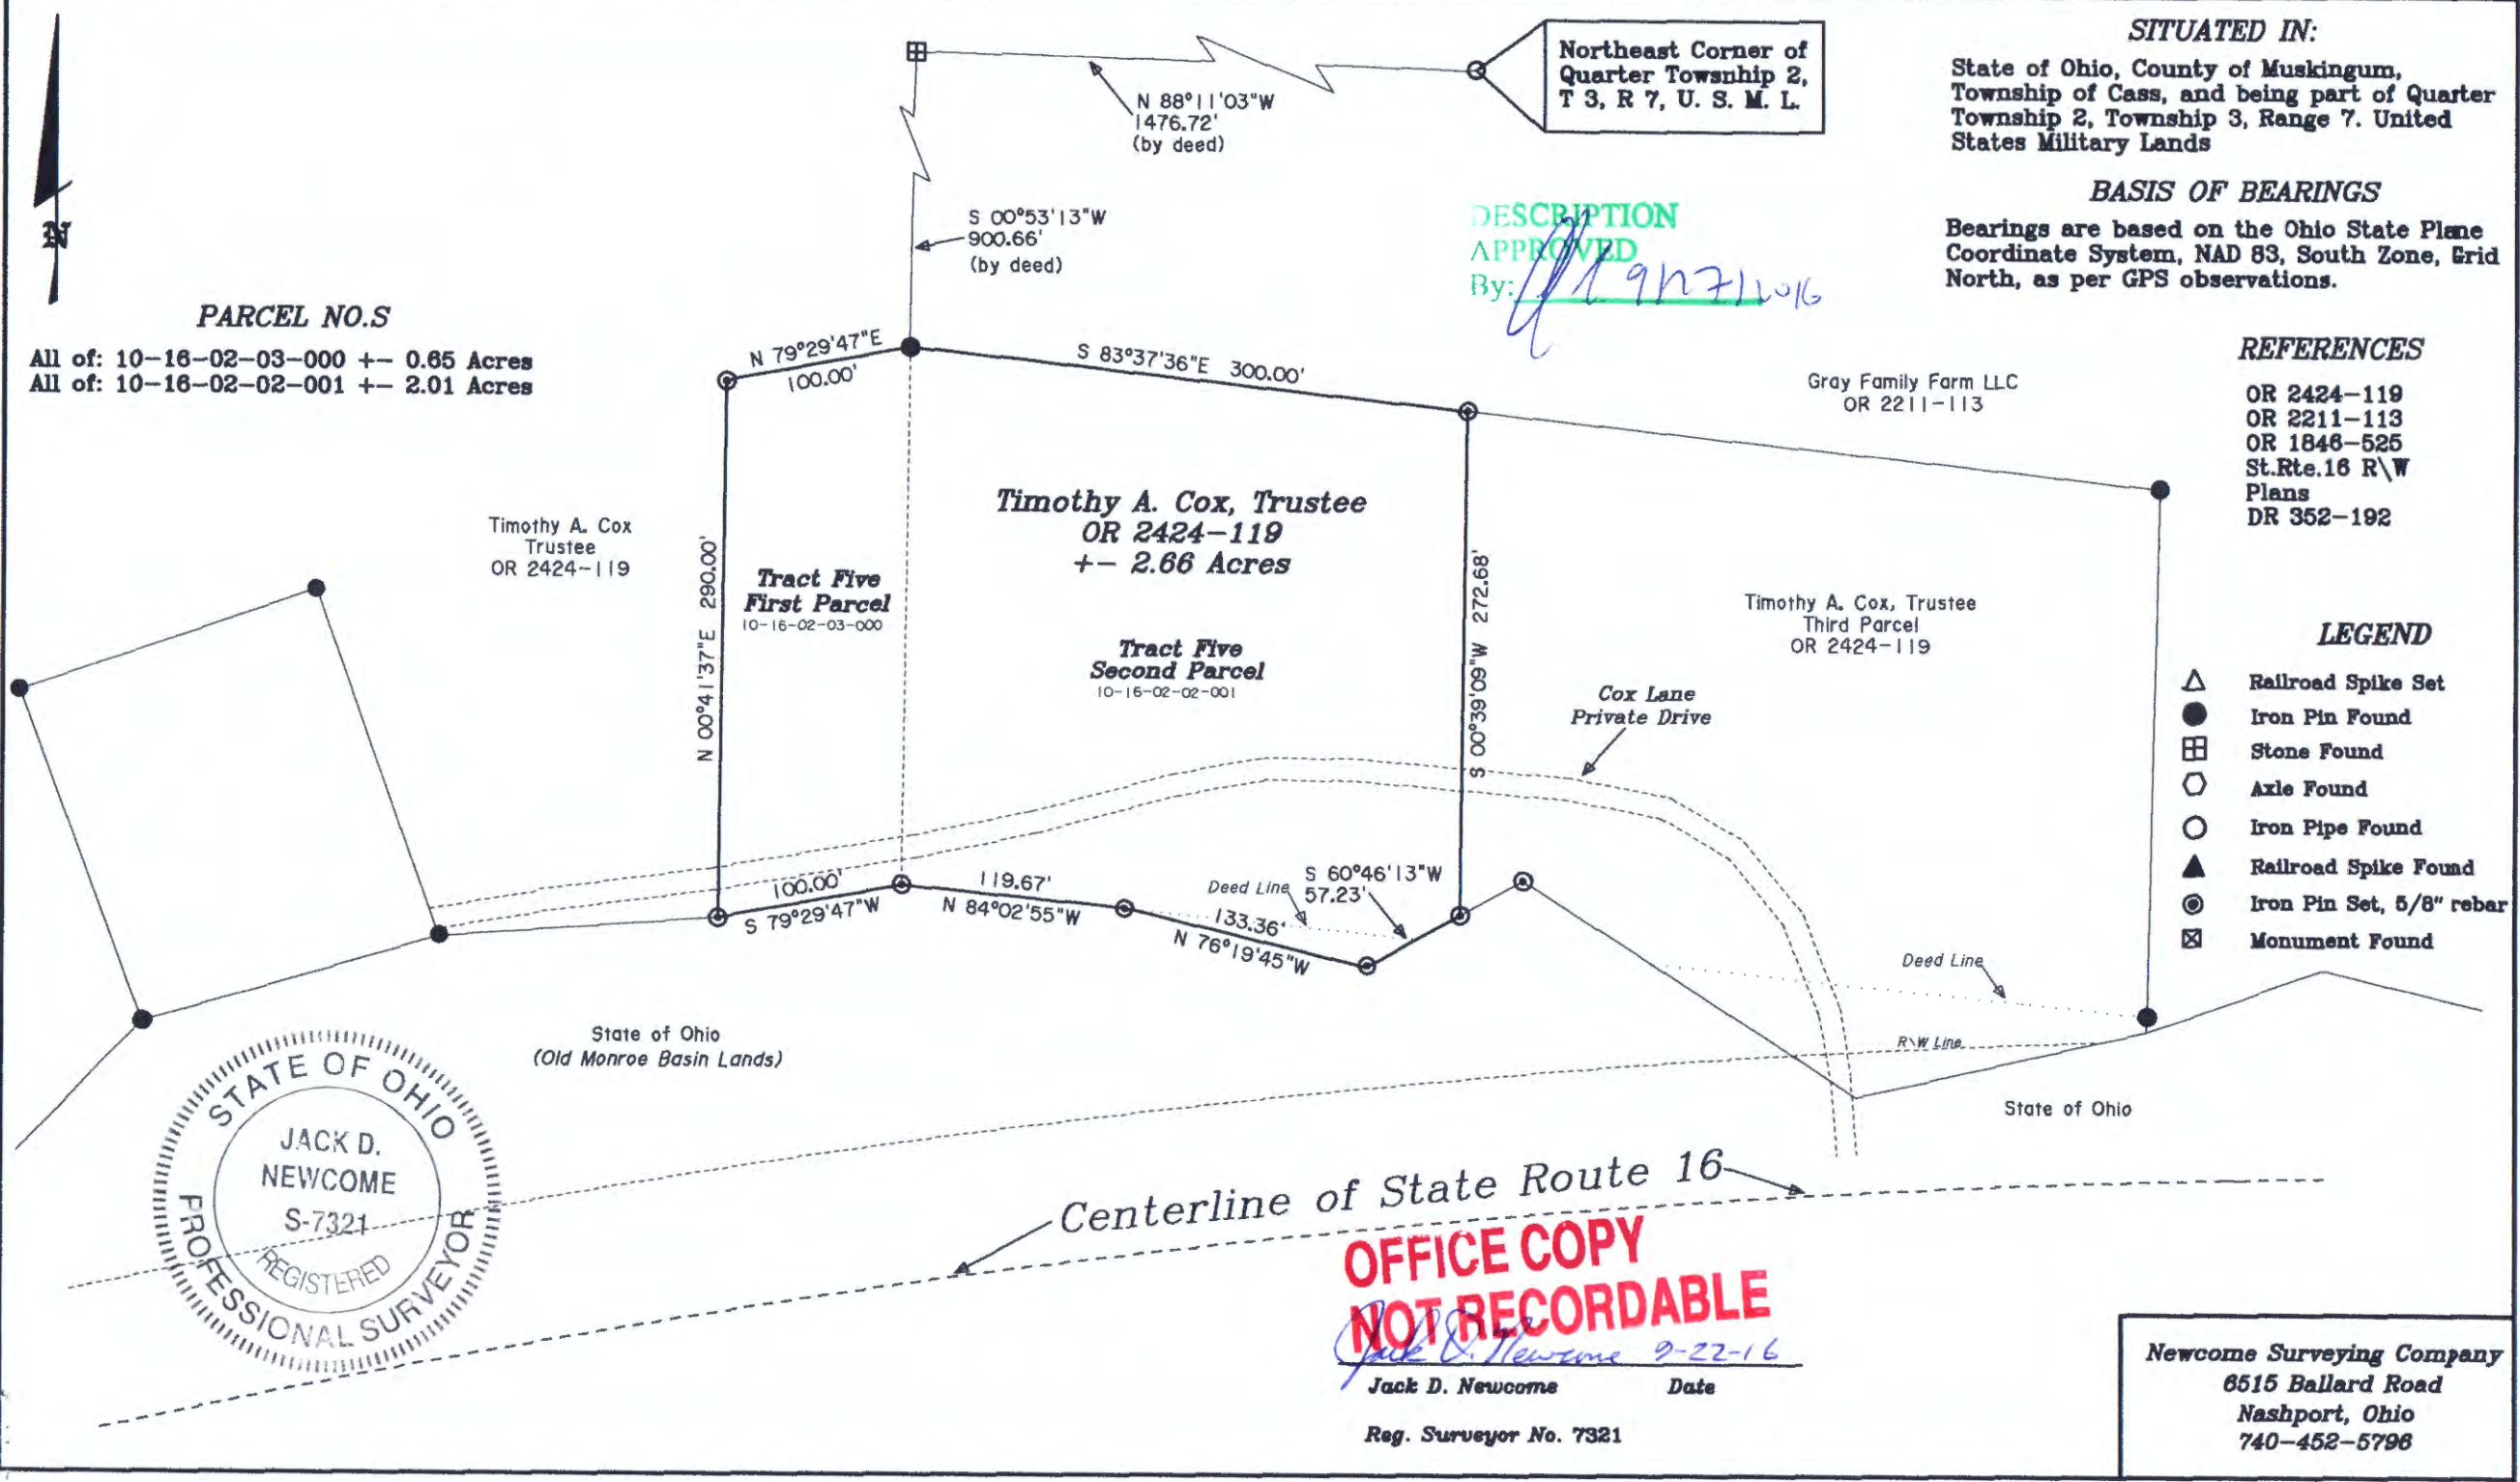 Northeast Corner of
Quarter Towsnhip 2,
T 3, R 7, U. S. M. L.
N 88°11'03"W
1476.72'
(by deed)
S 00°53'13"W
900.66'
(by deed)
N
SITUATED IN:
State of Ohio, County of Muskingum,
Township of Cass, and being part of Quarter
Township 2, Township 3, Range 7. United
States Military Lands
BASIS OF BEARINGS
Bearings are based on the Ohio State Plane
Coordinate System, NAD 83, South Zone, Grid
North, as per GPS observations.
DESCRIPTION
APPROVED
By:
PARCEL NO.S
All of: 10-16-02-03-000 +- 0.65 Acres
All of: 10-16-02-02-001 +- 2.01 Acres
REFERENCES
OR 2424-119
OR 2211-113
OR 1846-525
St.Rte.16 R\W
Plans
DR 352-192
N 79°29'47"E
100.00'
S 83°37'36"E 300.00'
Gray Family Farm LLC
OR 2211-113
Timothy A. Cox
Trustee
OR 2424-119
N 00°41'37"E 290.00'
Tract Five
First Parcel
10-16-02-03-000
Timothy A. Cox, Trustee
OR 2424-119
+- 2.66 Acres
Tract Five
Second Parcel
10-16-02-02-001
S 00°39'09"W 272.68'
Timothy A. Cox, Trustee
Third Parcel
OR 2424-119
Cox Lane
Private Drive
LEGEND
Railroad Spike Set
Iron Pin Found
Stone Found
Axle Found
Iron Pipe Found
Railroad Spike Found
Iron Pin Set, 5/8" rebar
Monument Found
100.00'
S 79°29'47"W
119.67'
N 84°02'55"W
Deed Line
S 60°46'13"W
57.23'
133.36'
N 76°19'45"W
Deed Line
R\W Line
State of Ohio
(Old Monroe Basin Lands)
State of Ohio
STATE OF OHIO
JACK D.
NEWCOME
S-7321
REGISTERED
PROFESSIONAL SURVEYOR
Centerline of State Route 16
OFFICE COPY
NOT RECORDABLE
Jack D. Newcome 9-22-16
Jack D. Newcome Date
Reg. Surveyor No. 7321
Newcome Surveying Company
6515 Ballard Road
Nashport, Ohio
740-452-5796